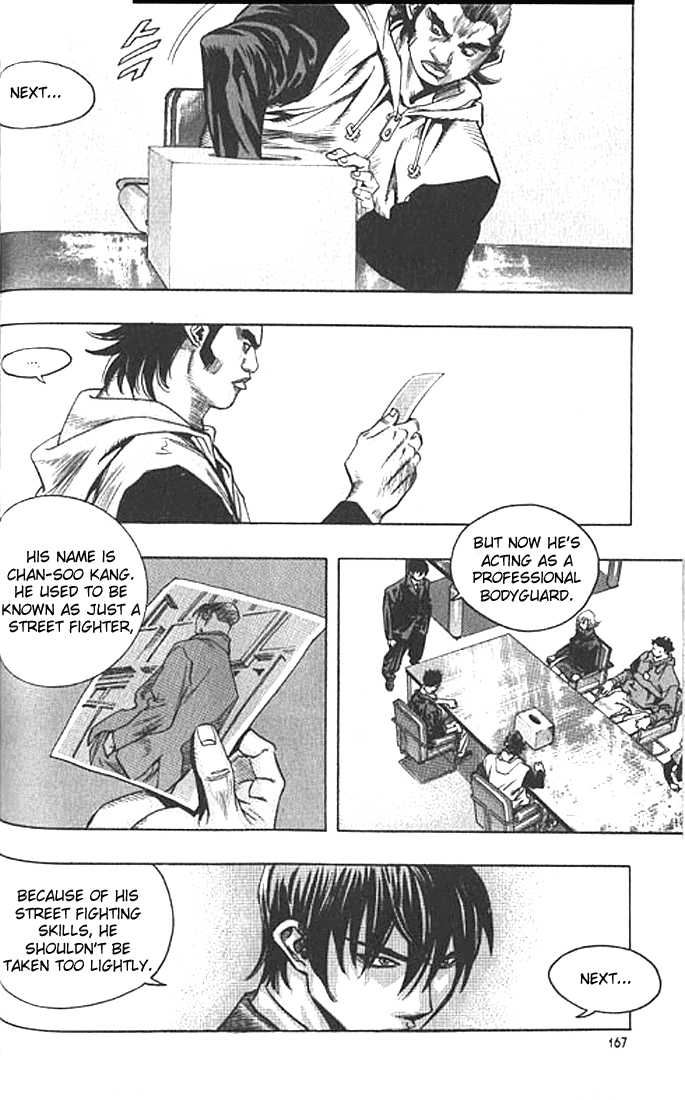 NEXT...
...
HIS NAME IS
CHAN-SOO KANG.
HE USED TO BE
KNOWN AS JUST A
STREET FIGHTER,
BUT NOW HE'S
ACTING AS A
PROFESSIONAL
BODYGUARD.
BECAUSE OF HIS
STREET FIGHTING
SKILLS, HE
SHOULDN'T BE
TAKEN TOO LIGHTLY.
NEXT...
167